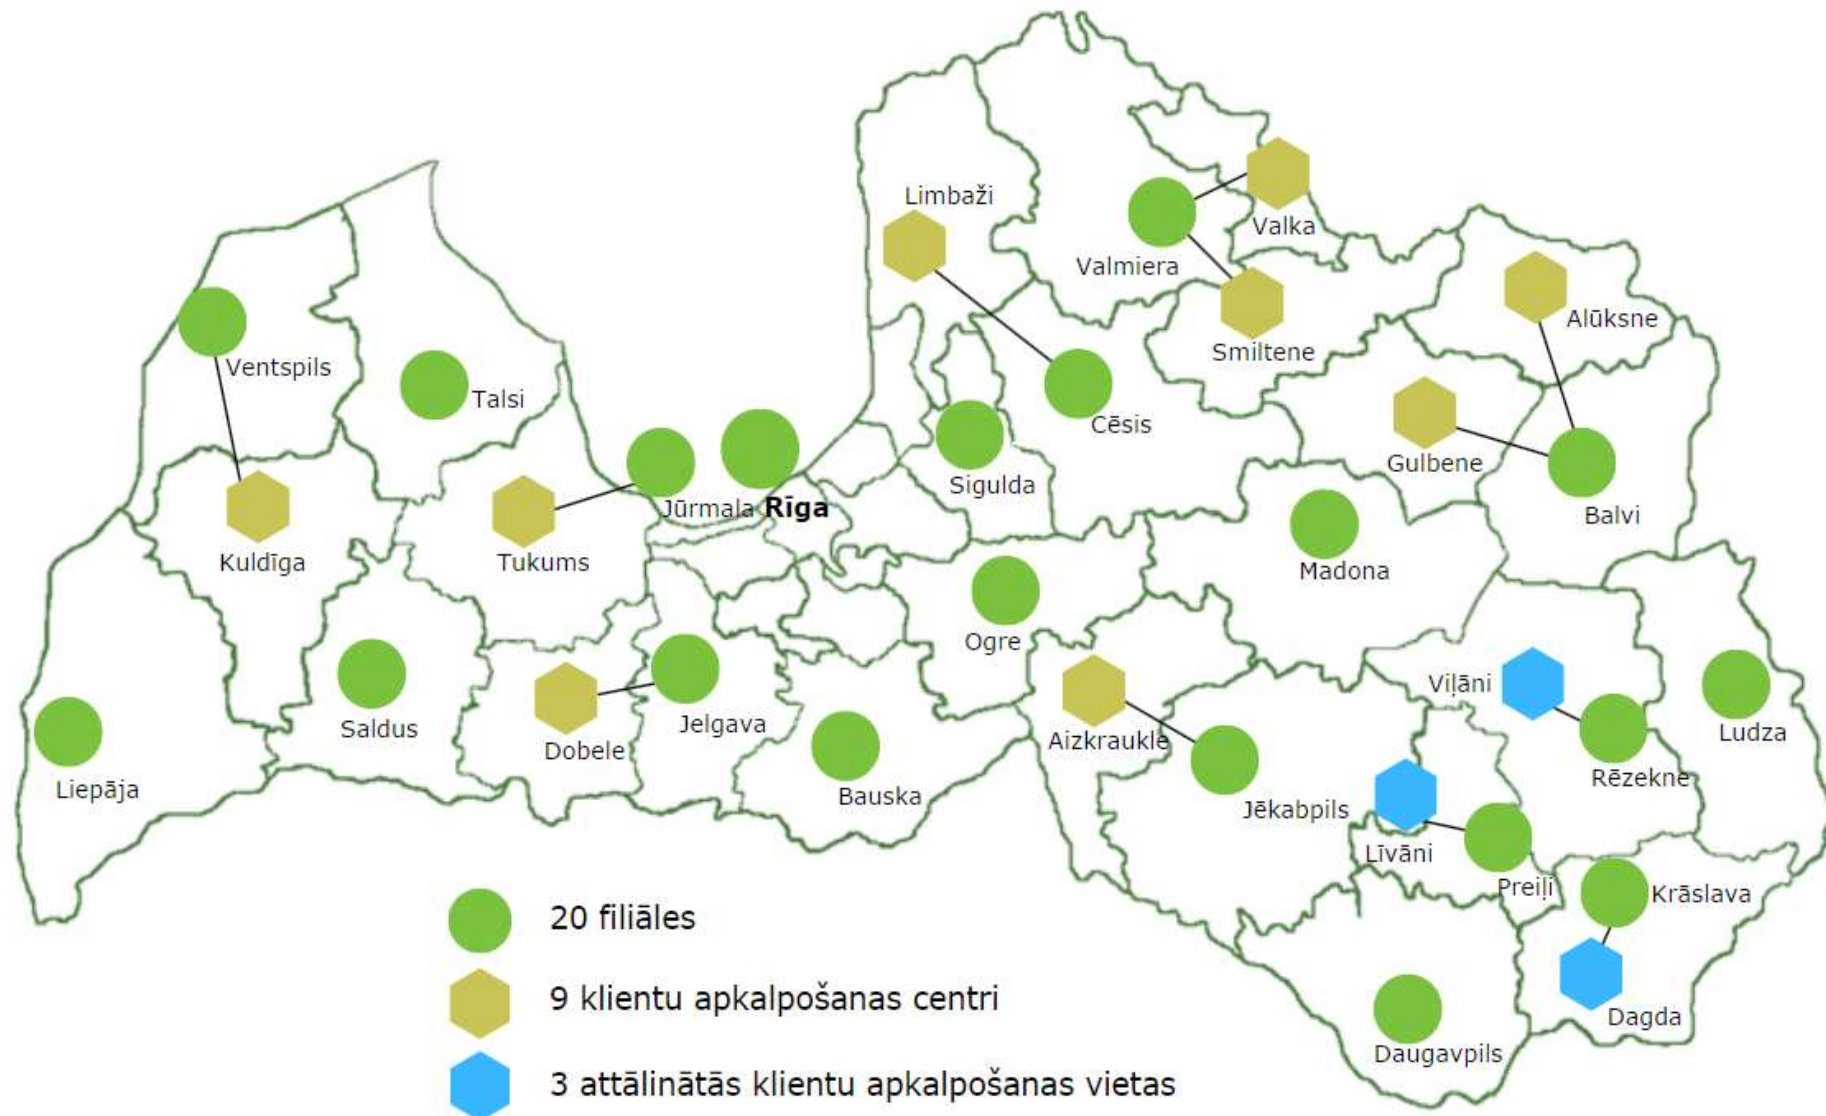 Limbaži
Valka
Valmiera
Alūksne
Smiltene
Ventspils
Talsi
Cēsis
Gulbene
Sigulda
Jūrmala
Rīga
Balvi
Kuldīga
Tukums
Madona
Ogre
Viļāni
Saldus
Jelgava
Ludza
Dobele
Aizkraukle
Rēzekne
Liepāja
Bauska
Jēkabpils
Līvāni
Preiļi
Krāslava
20 filiāles
9 klientu apkalpošanas centri
Dagda
Daugavpils
3 attālinātās klientu apkalpošanas vietas